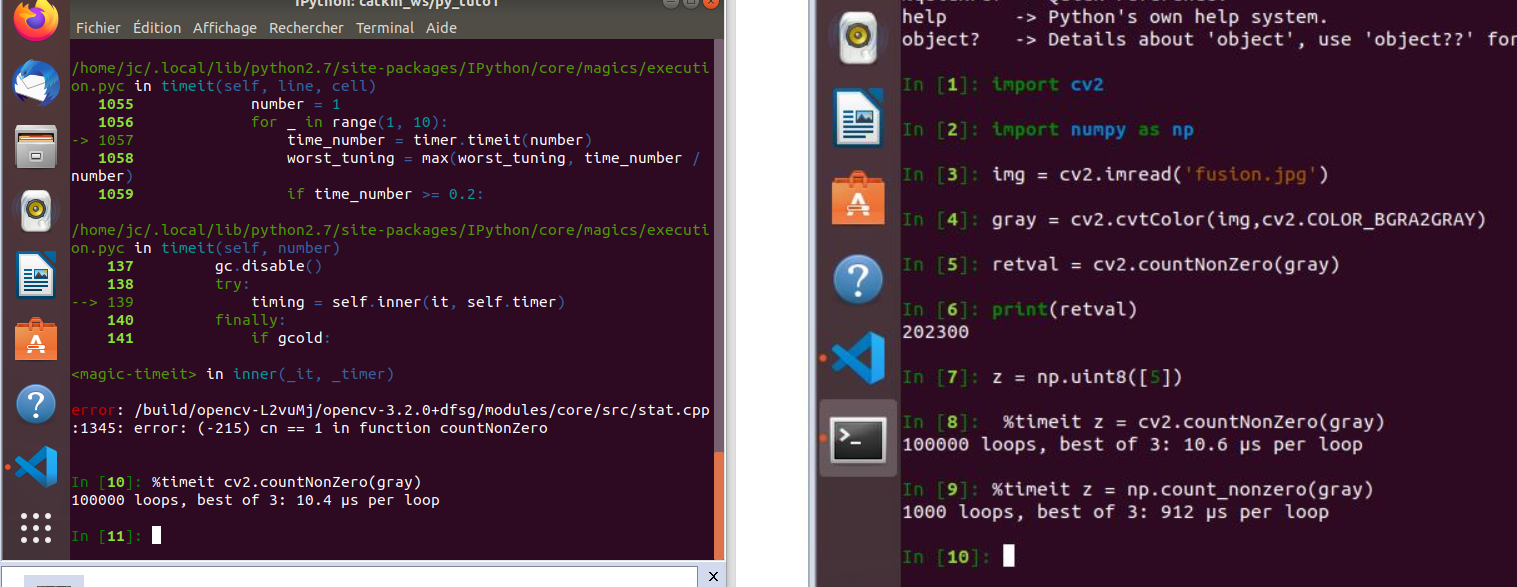 IPython: catkin_ws/py_tuto1
Fichier Édition Affichage Rechercher Terminal Aide
/home/jc/.local/lib/python2.7/site-packages/IPython/core/magics/executi
on.pyc in timeit(self, line, cell)
1055 number = 1
1056 for _ in range(1, 10):
-> 1057 time_number = timer.timeit(number)
1058 worst_tuning = max(worst_tuning, time_number /
number)
1059 if time_number >= 0.2:
/home/jc/.local/lib/python2.7/site-packages/IPython/core/magics/executi
on.pyc in timeit(self, number)
137 gc.disable()
138 try:
--> 139 timing = self.inner(it, self.timer)
140 finally:
141 if gcold:
<magic-timeit> in inner(_it, _timer)
error: /build/opencv-L2vuMj/opencv-3.2.0+dfsg/modules/core/src/stat.cpp
:1345: error: (-215) cn == 1 in function countNonZero
In [10]: %timeit cv2.countNonZero(gray)
100000 loops, best of 3: 10.4 µs per loop
In [11]:
X
help -> Python's own help system.
object? -> Details about 'object', use 'object??' for
In [1]: import cv2
In [2]: import numpy as np
In [3]: img = cv2.imread('fusion.jpg')
In [4]: gray = cv2.cvtColor(img,cv2.COLOR_BGRA2GRAY)
In [5]: retval = cv2.countNonZero(gray)
In [6]: print(retval)
202300
In [7]: z = np.uint8([5])
In [8]: %timeit z = cv2.countNonZero(gray)
100000 loops, best of 3: 10.6 µs per loop
In [9]: %timeit z = np.count_nonzero(gray)
1000 loops, best of 3: 912 µs per loop
In [10]: